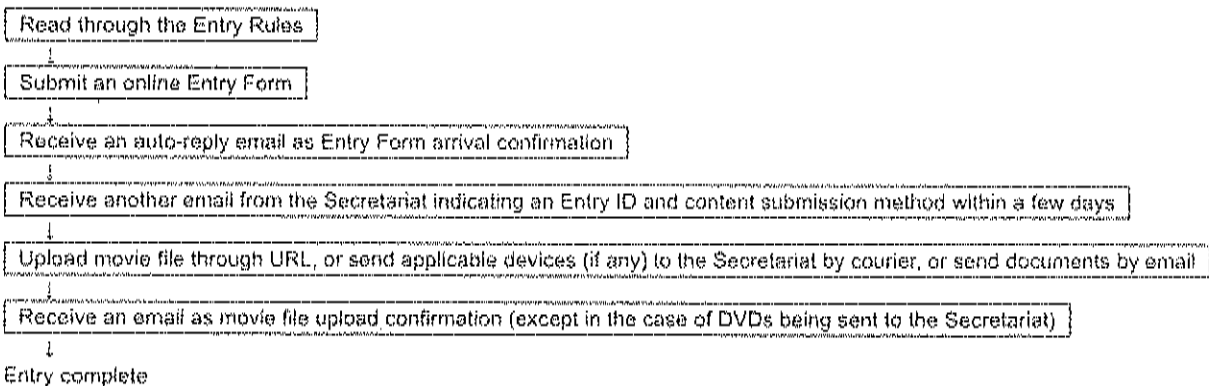 Read through the Entry Rules
↓
Submit an online Entry Form
↓
Receive an auto-reply email as Entry Form arrival confirmation
↓
Receive another email from the Secretariat indicating an Entry ID and content submission method within a few days
↓
Upload movie file through URL, or send applicable devices (if any) to the Secretariat by courier, or send documents by email
↓
Receive an email as movie file upload confirmation (except in the case of DVDs being sent to the Secretariat)
↓
Entry complete